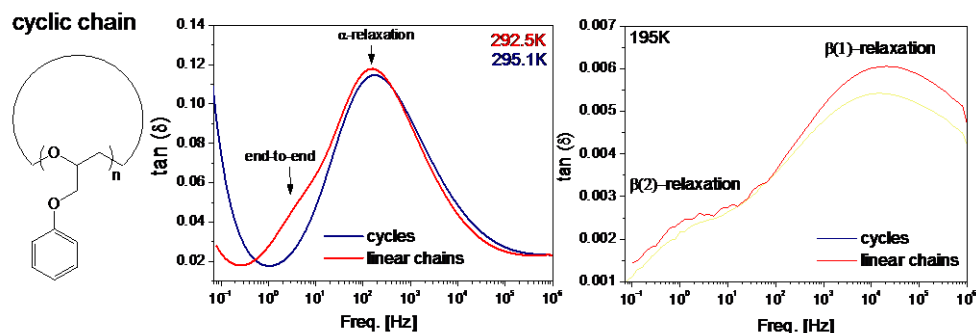 cyclic chain
O
n
O
α-relaxation
292.5K
295.1K
end-to-end
cycles
linear chains
tan (δ)
0.14
0.12
0.10
0.08
0.06
0.04
0.02
10⁻¹ 10⁰ 10¹ 10² 10³ 10⁴ 10⁵ 10⁶
Freq. [Hz]
195K
β(1)–relaxation
β(2)–relaxation
cycles
linear chains
tan (δ)
0.007
0.006
0.005
0.004
0.003
0.002
0.001
10⁻¹ 10⁰ 10¹ 10² 10³ 10⁴ 10⁵ 10⁶
Freq. [Hz]